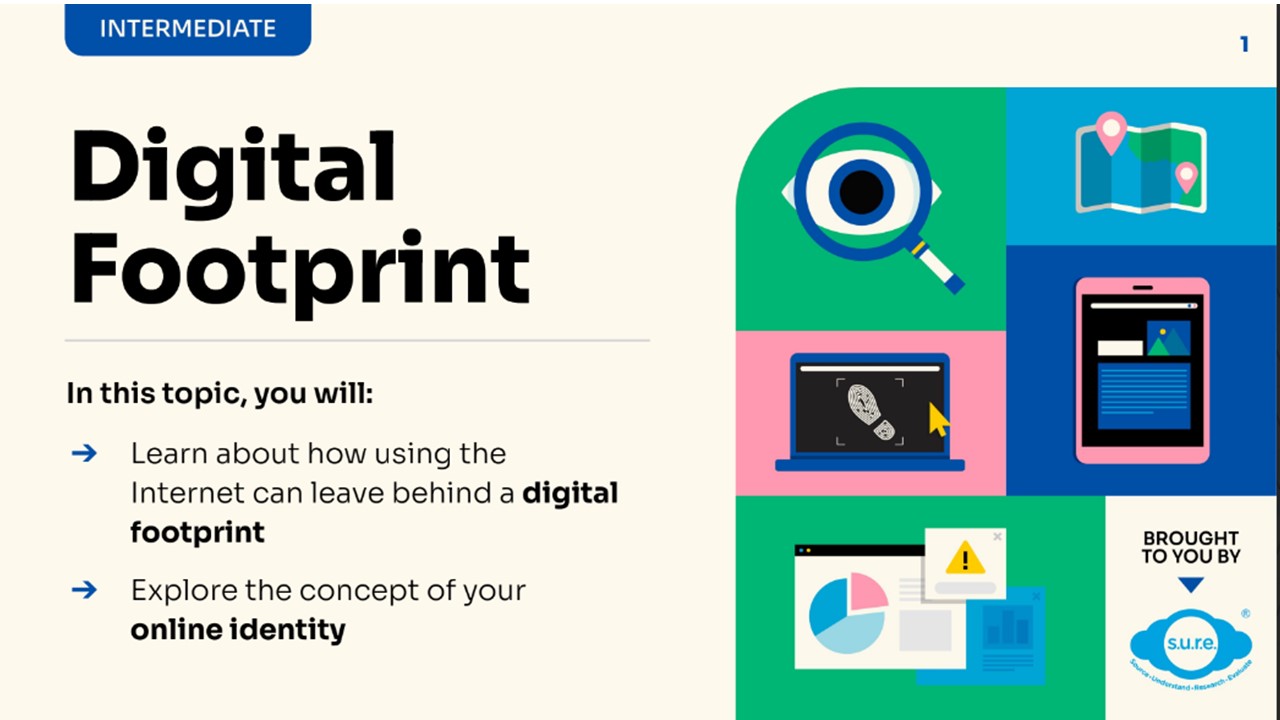 INTERMEDIATE
1
Digital
Footprint
In this topic, you will:
➔ Learn about how using the
Internet can leave behind a digital
footprint
➔ Explore the concept of your
online identity
!
BROUGHT
TO YOU BY
s.u.r.e.
®
Source•Understand•Research•Evaluate